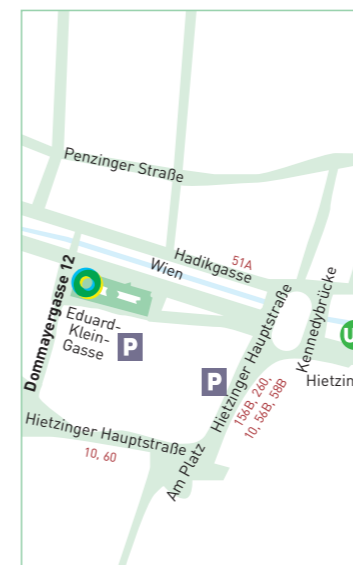 Penzinger Straße
51A
Hadikgasse
Wien
Dommayergasse 12
Eduard-
Klein-
Gasse
P
P
Hietzinger Hauptstraße
Kennedybrücke
U
Hietzin
156B, 260,
10, 56B, 58B
Hietzinger Hauptstraße
10, 60
Am Platz